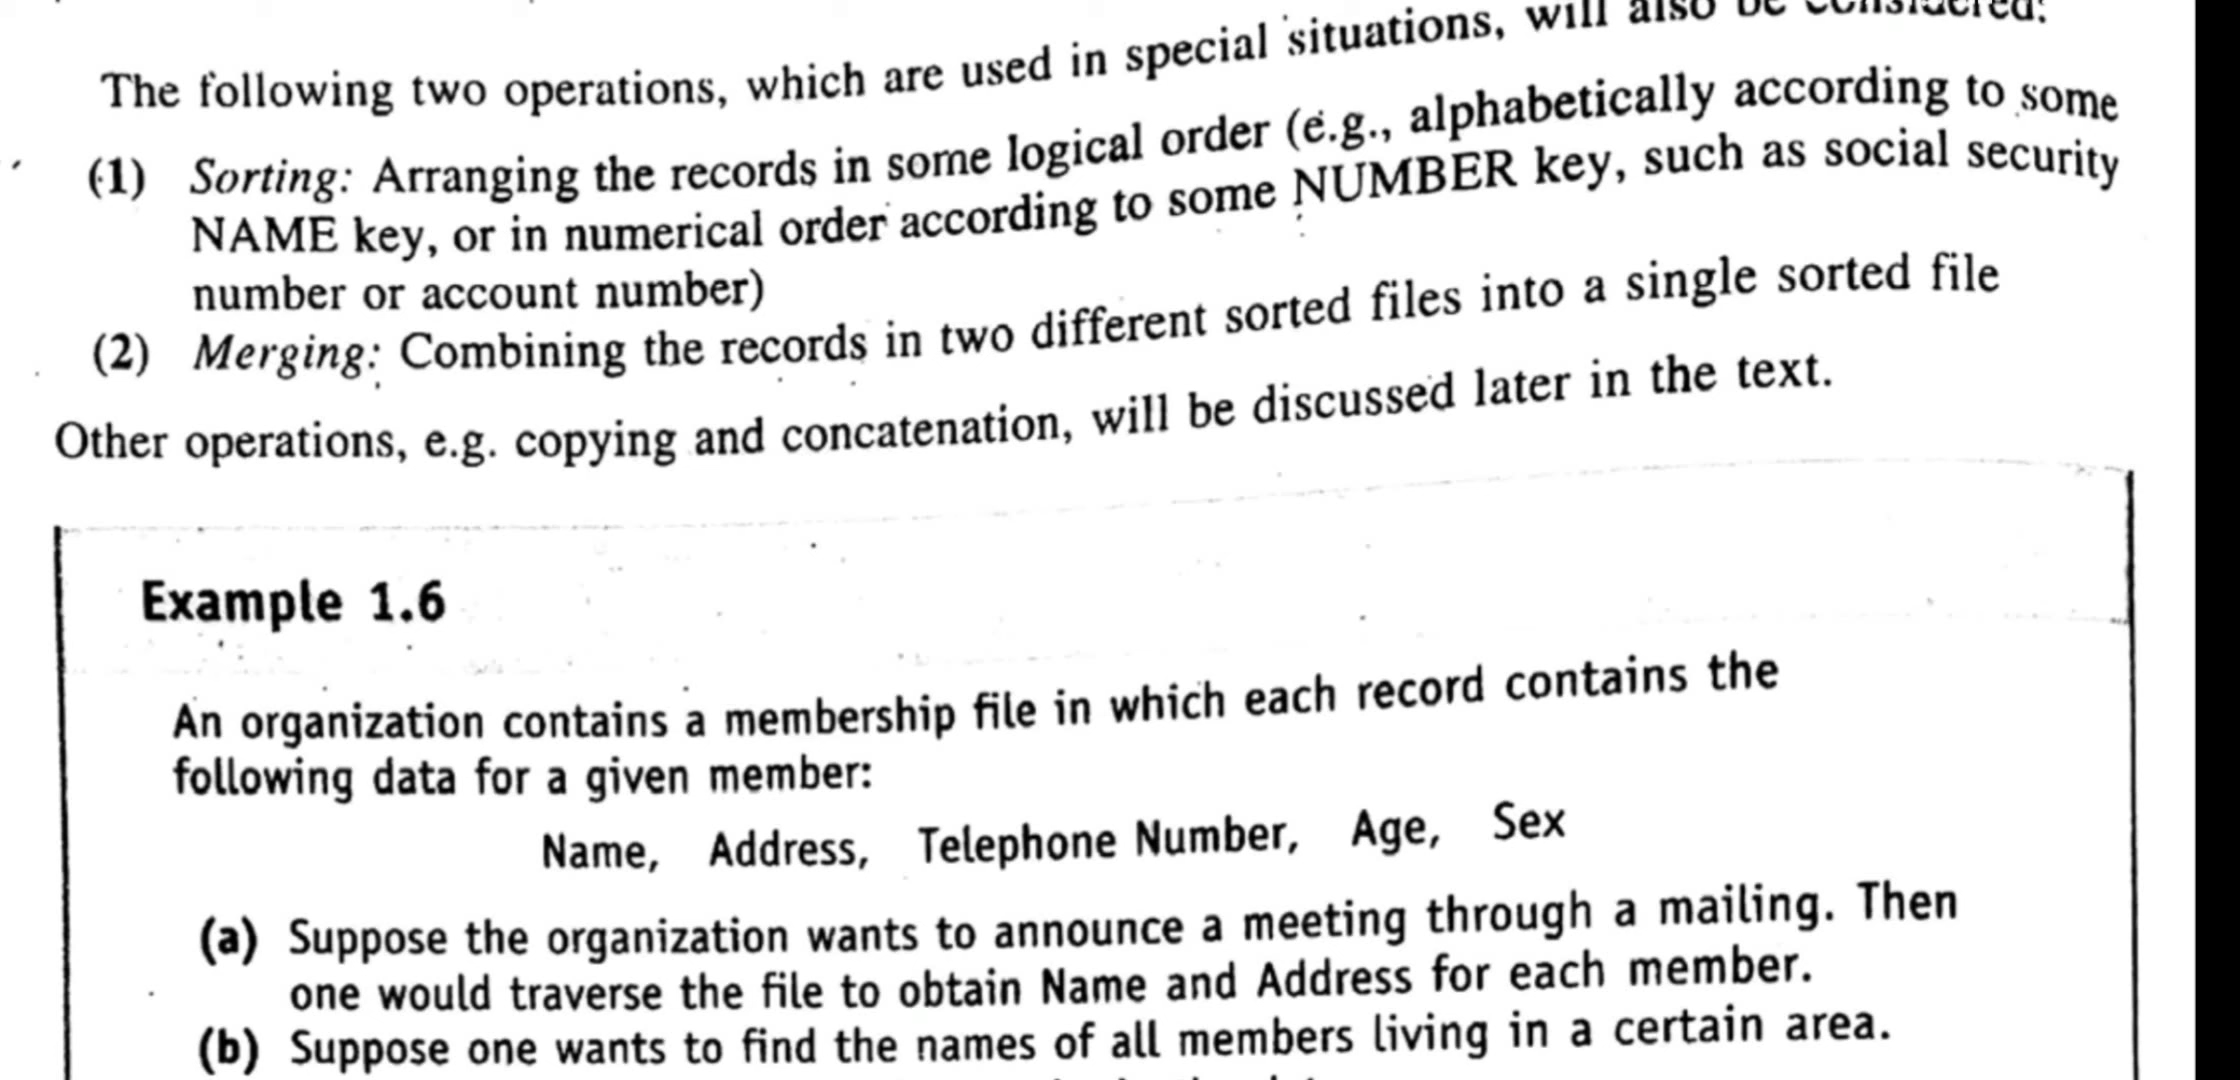 The following two operations, which are used in special situations, will also be considered:
(1) Sorting: Arranging the records in some logical order (e.g., alphabetically according to some
NAME key, or in numerical order according to some NUMBER key, such as social security
number or account number)
(2) Merging: Combining the records in two different sorted files into a single sorted file
Other operations, e.g. copying and concatenation, will be discussed later in the text.
Example 1.6
An organization contains a membership file in which each record contains the
following data for a given member:
Name, Address, Telephone Number, Age, Sex
(a) Suppose the organization wants to announce a meeting through a mailing. Then
one would traverse the file to obtain Name and Address for each member.
(b) Suppose one wants to find the names of all members living in a certain area.